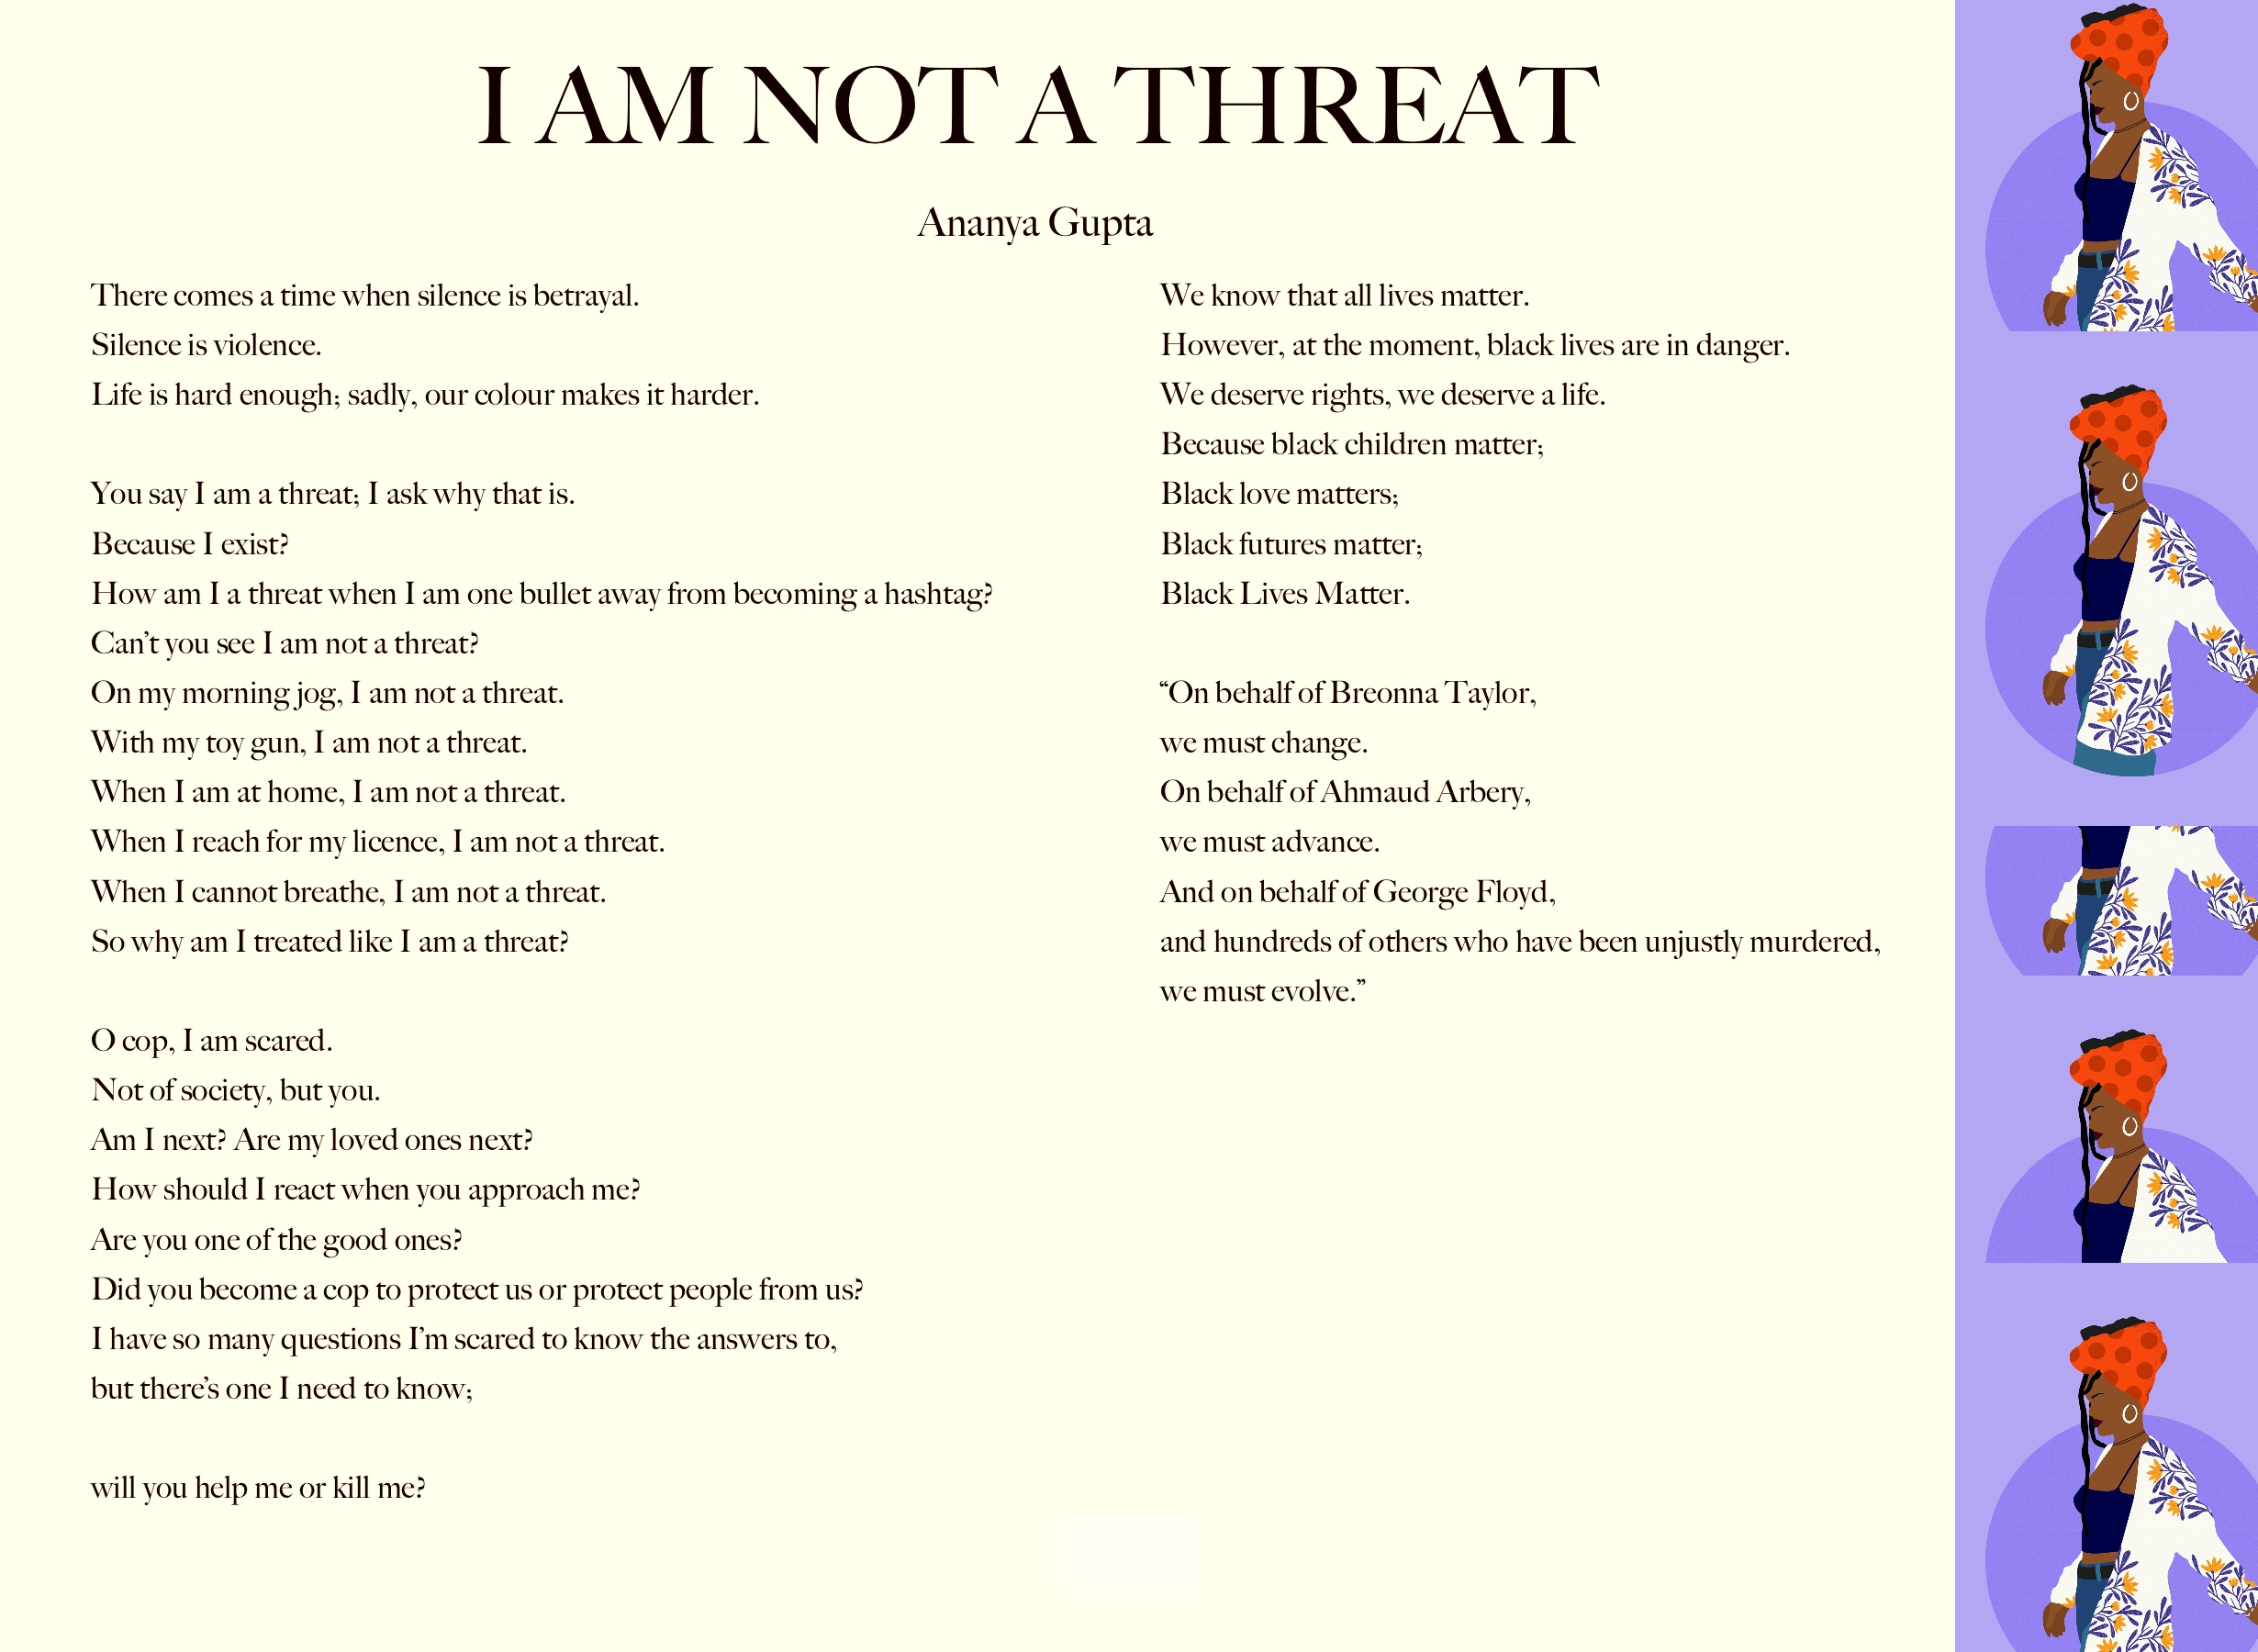 I AM NOT A THREAT
Ananya Gupta
There comes a time when silence is betrayal.
Silence is violence.
Life is hard enough; sadly, our colour makes it harder.
You say I am a threat; I ask why that is.
Because I exist?
How am I a threat when I am one bullet away from becoming a hashtag?
Can’t you see I am not a threat?
On my morning jog, I am not a threat.
With my toy gun, I am not a threat.
When I am at home, I am not a threat.
When I reach for my licence, I am not a threat.
When I cannot breathe, I am not a threat.
So why am I treated like I am a threat?
O cop, I am scared.
Not of society, but you.
Am I next? Are my loved ones next?
How should I react when you approach me?
Are you one of the good ones?
Did you become a cop to protect us or protect people from us?
I have so many questions I’m scared to know the answers to,
but there’s one I need to know;
will you help me or kill me?
We know that all lives matter.
However, at the moment, black lives are in danger.
We deserve rights, we deserve a life.
Because black children matter;
Black love matters;
Black futures matter;
Black Lives Matter.
“On behalf of Breonna Taylor,
we must change.
On behalf of Ahmaud Arbery,
we must advance.
And on behalf of George Floyd,
and hundreds of others who have been unjustly murdered,
we must evolve.”